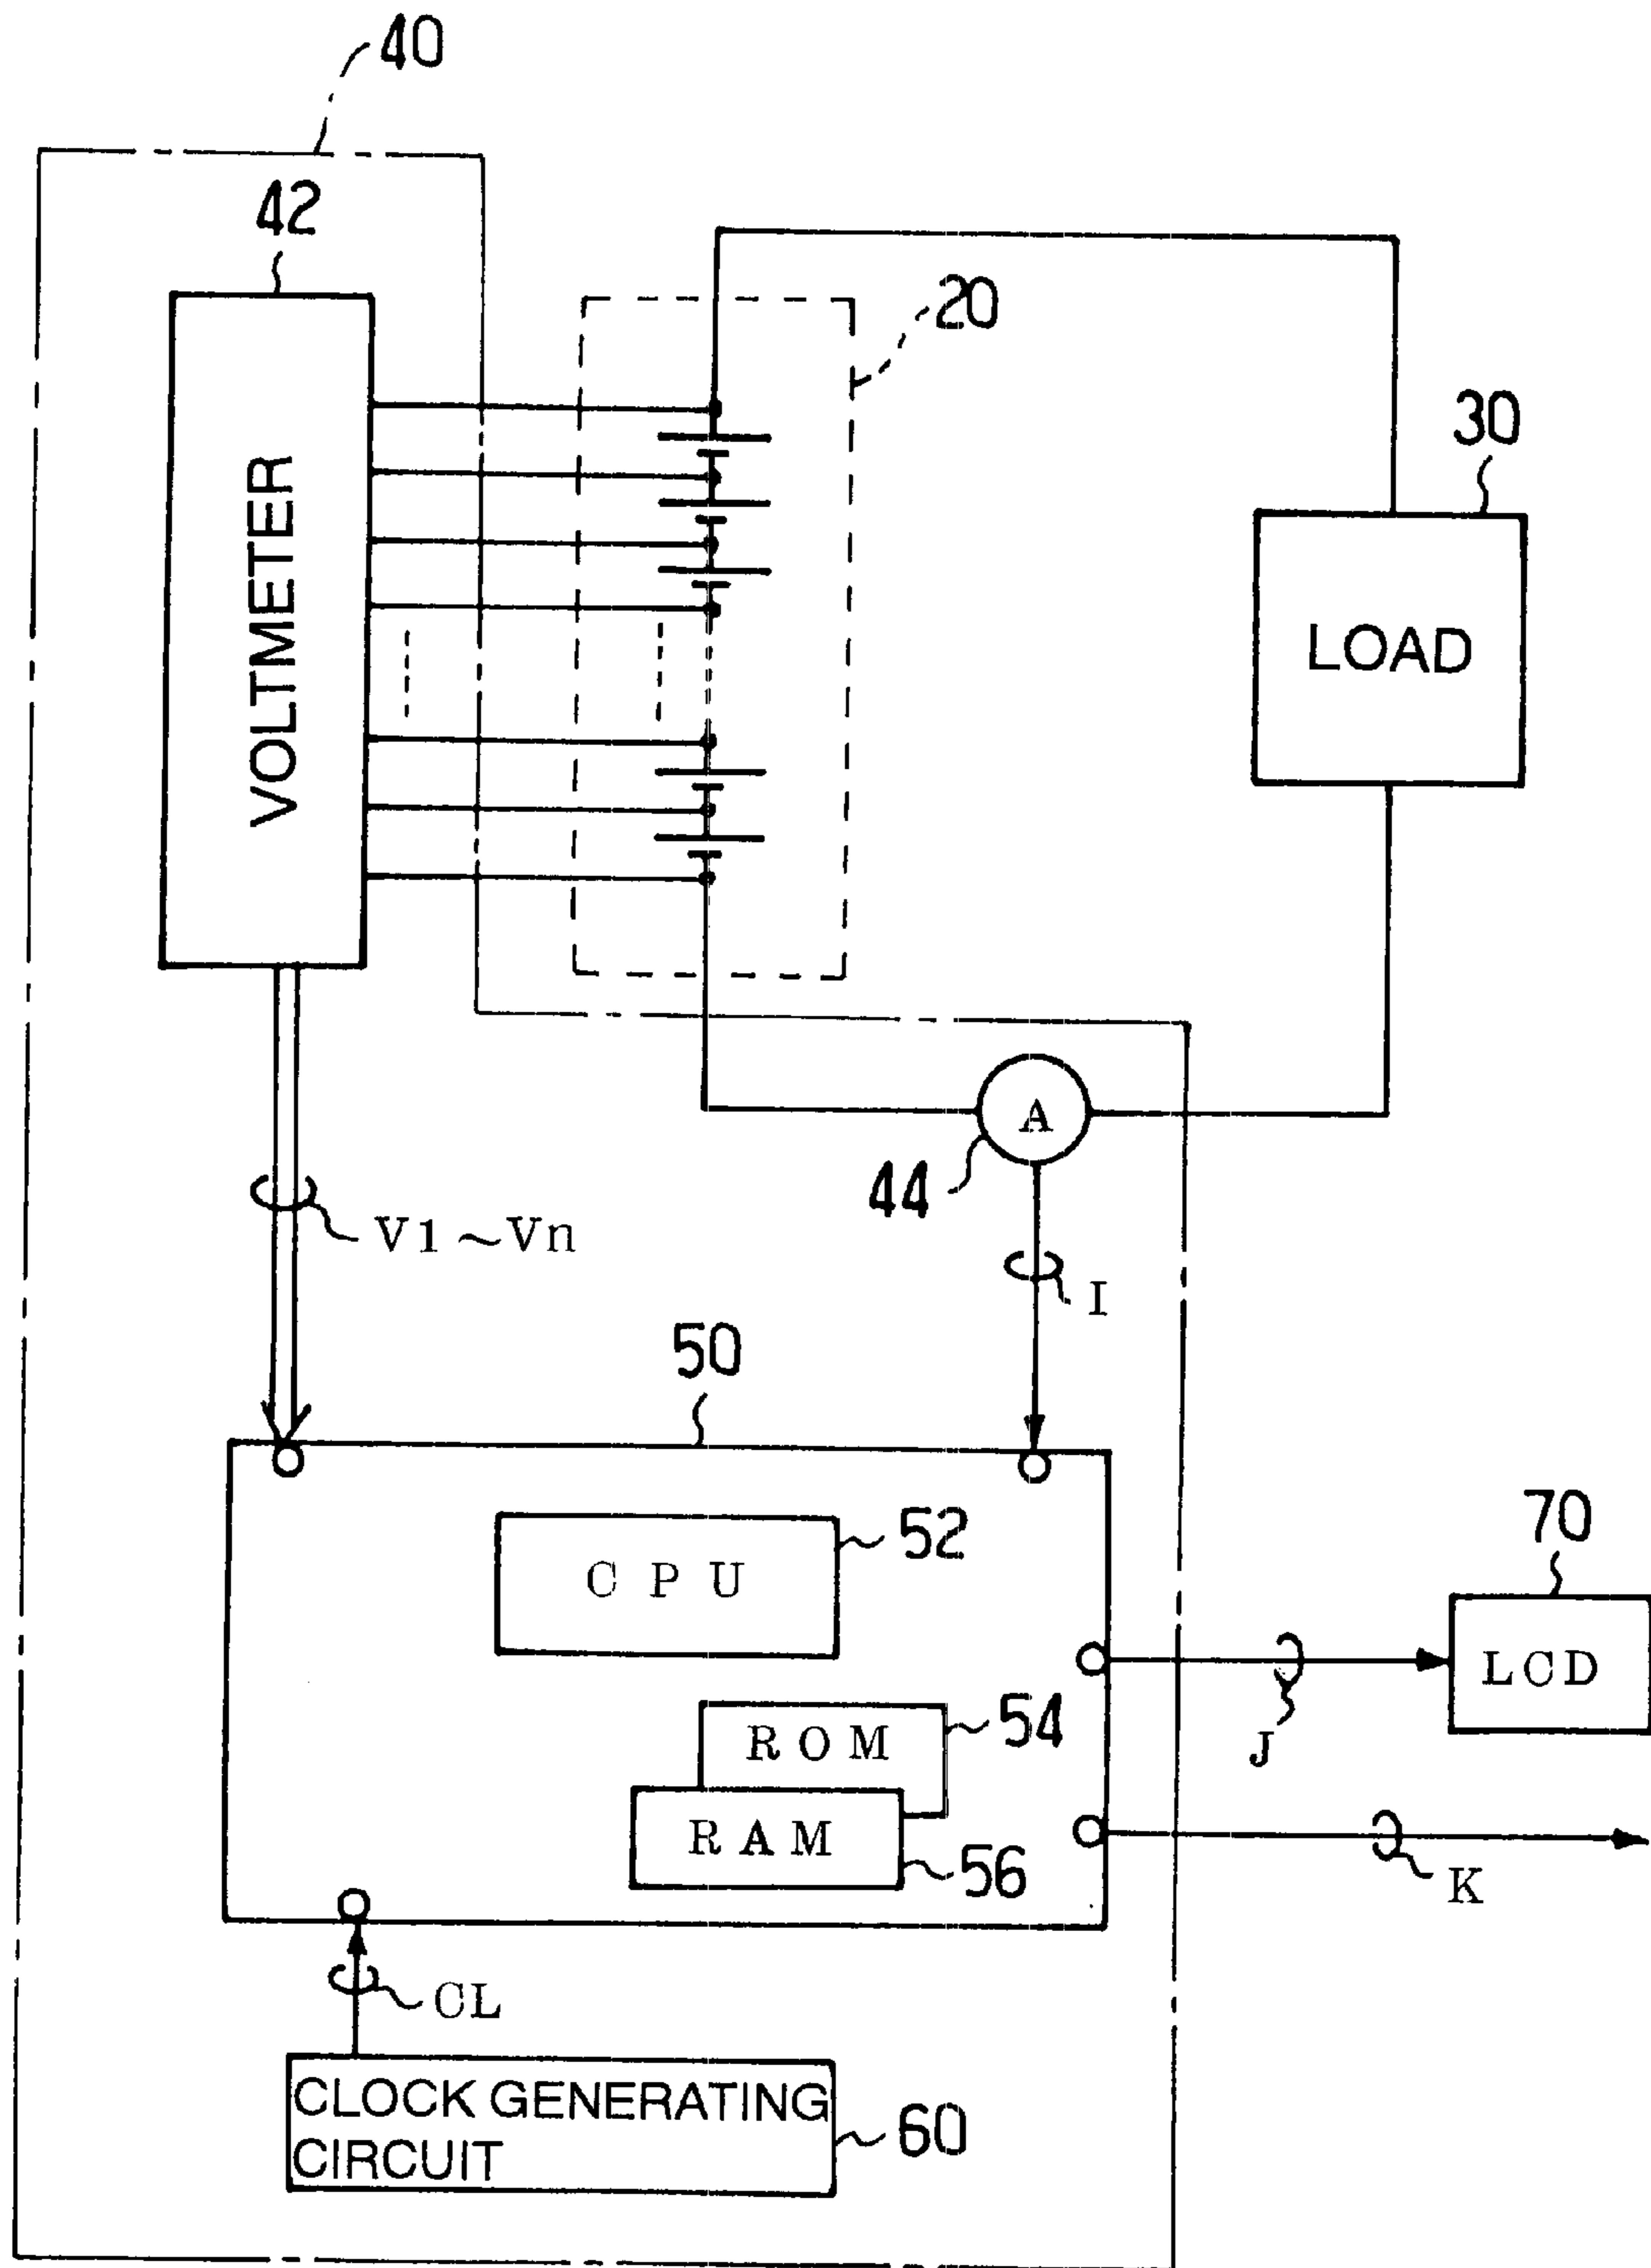 40
42
20
30
VOLTMETER
LOAD
A
44
V1~Vn
I
50
52
CPU
70
LCD
54
ROM
J
RAM
56
K
CL
CLOCK GENERATING
CIRCUIT
60